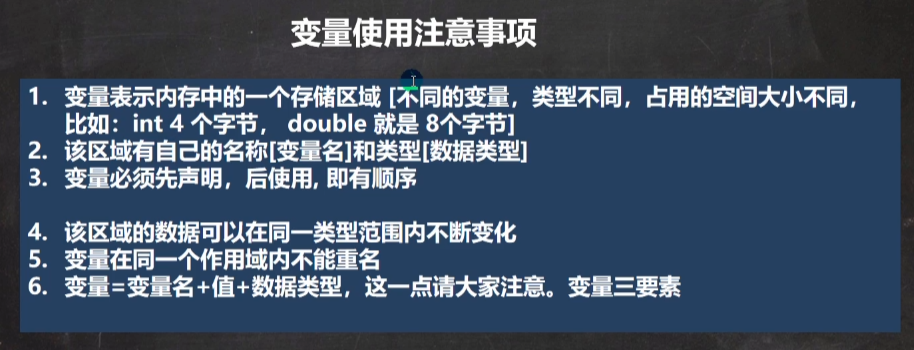 变量使用注意事项
1. 变量表示内存中的一个存储区域 [不同的变量，类型不同，占用的空间大小不同，
比如：int 4 个字节， double 就是 8个字节]
2. 该区域有自己的名称[变量名]和类型[数据类型]
3. 变量必须先声明，后使用, 即有顺序
4. 该区域的数据可以在同一类型范围内不断变化
5. 变量在同一个作用域内不能重名
6. 变量=变量名+值+数据类型，这一点请大家注意。变量三要素